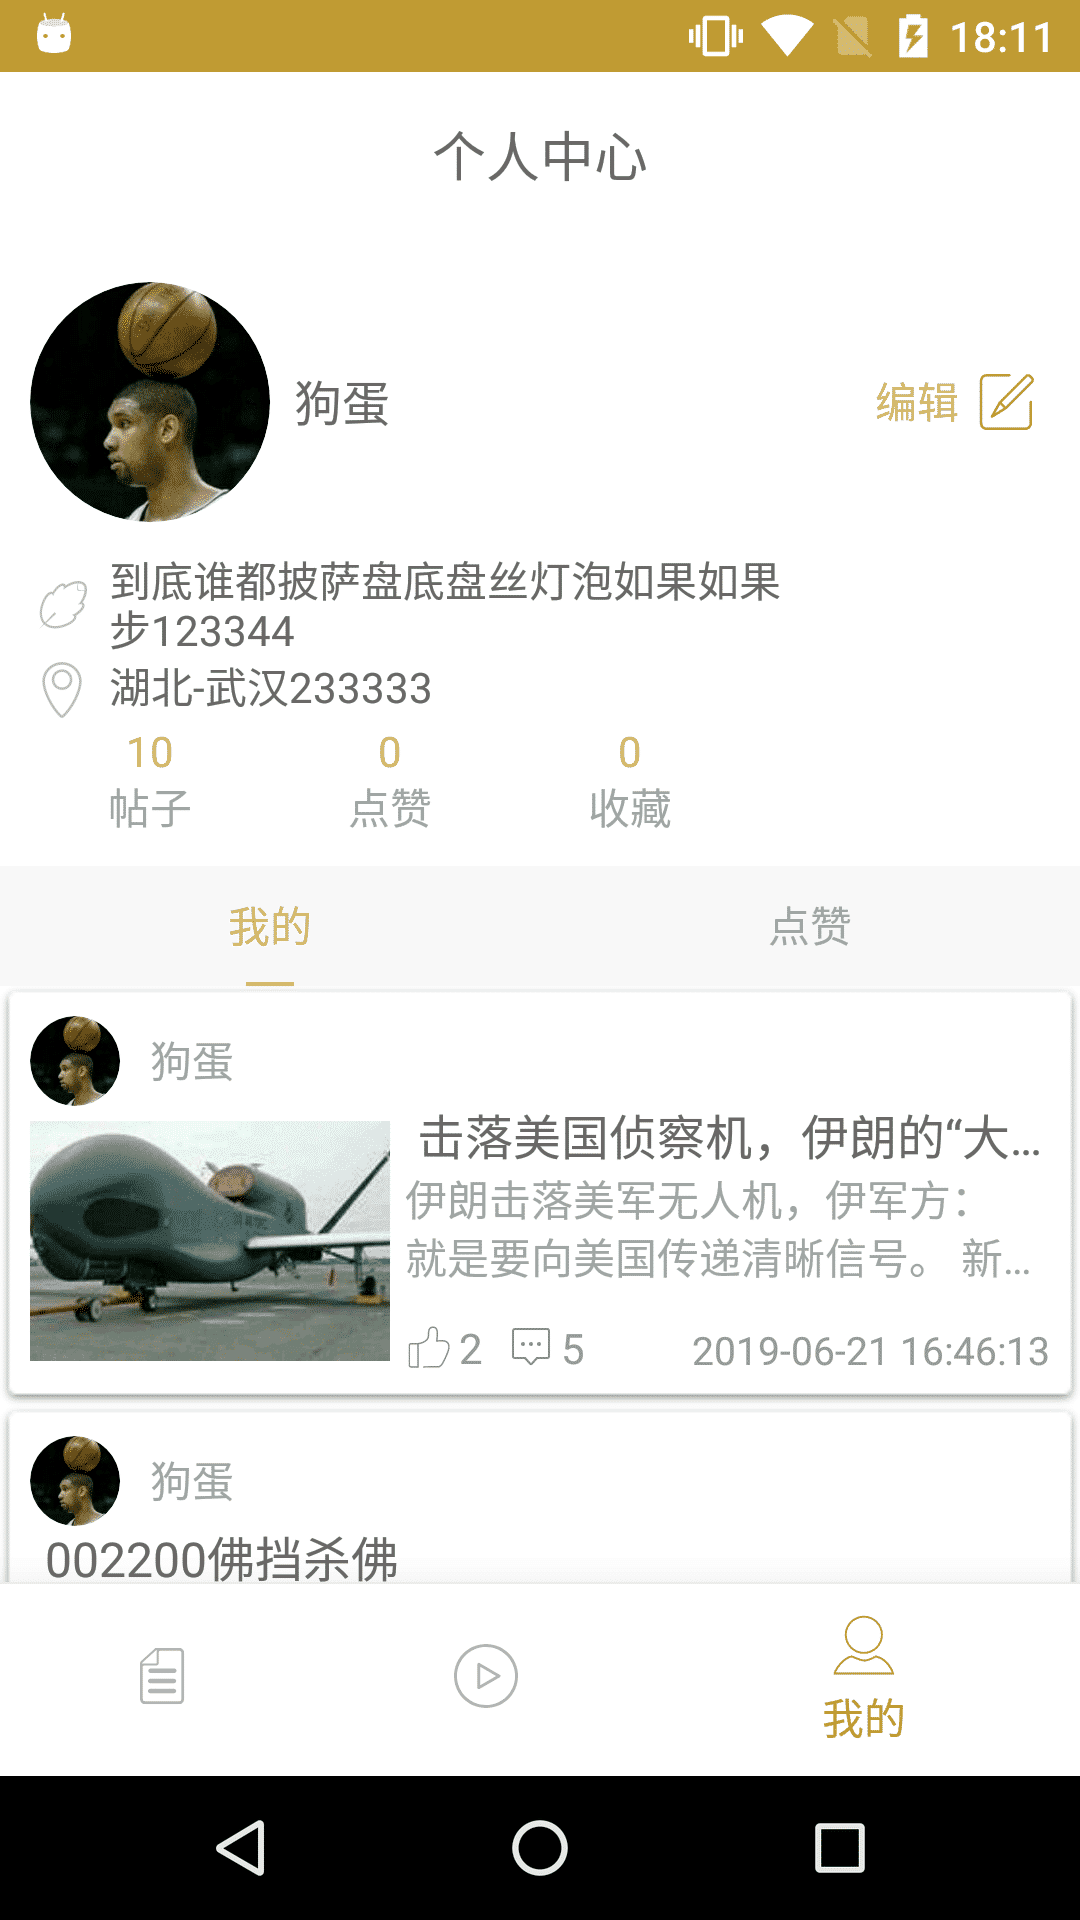 18:11
个人中心
狗蛋
编辑
到底谁都披萨盘底盘丝灯泡如果如果
步123344
湖北-武汉233333
10 0 0
帖子 点赞 收藏
我的 点赞
狗蛋
击落美国侦察机，伊朗的“大...
伊朗击落美军无人机，伊军方：
就是要向美国传递清晰信号。 新...
2 5 2019-06-21 16:46:13
狗蛋
002200佛挡杀佛
我的